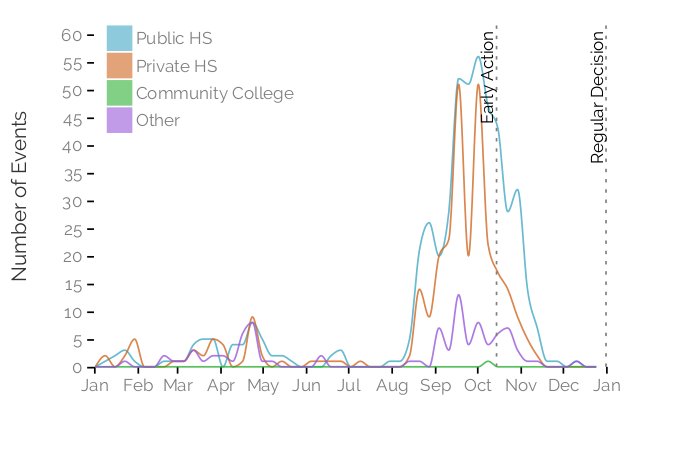 Public HS
Private HS
Community College
Other
Early Action
Regular Decision
Number of Events
60
55
50
45
40
35
30
25
20
15
10
5
0
Jan Feb Mar Apr May Jun Jul Aug Sep Oct Nov Dec Jan